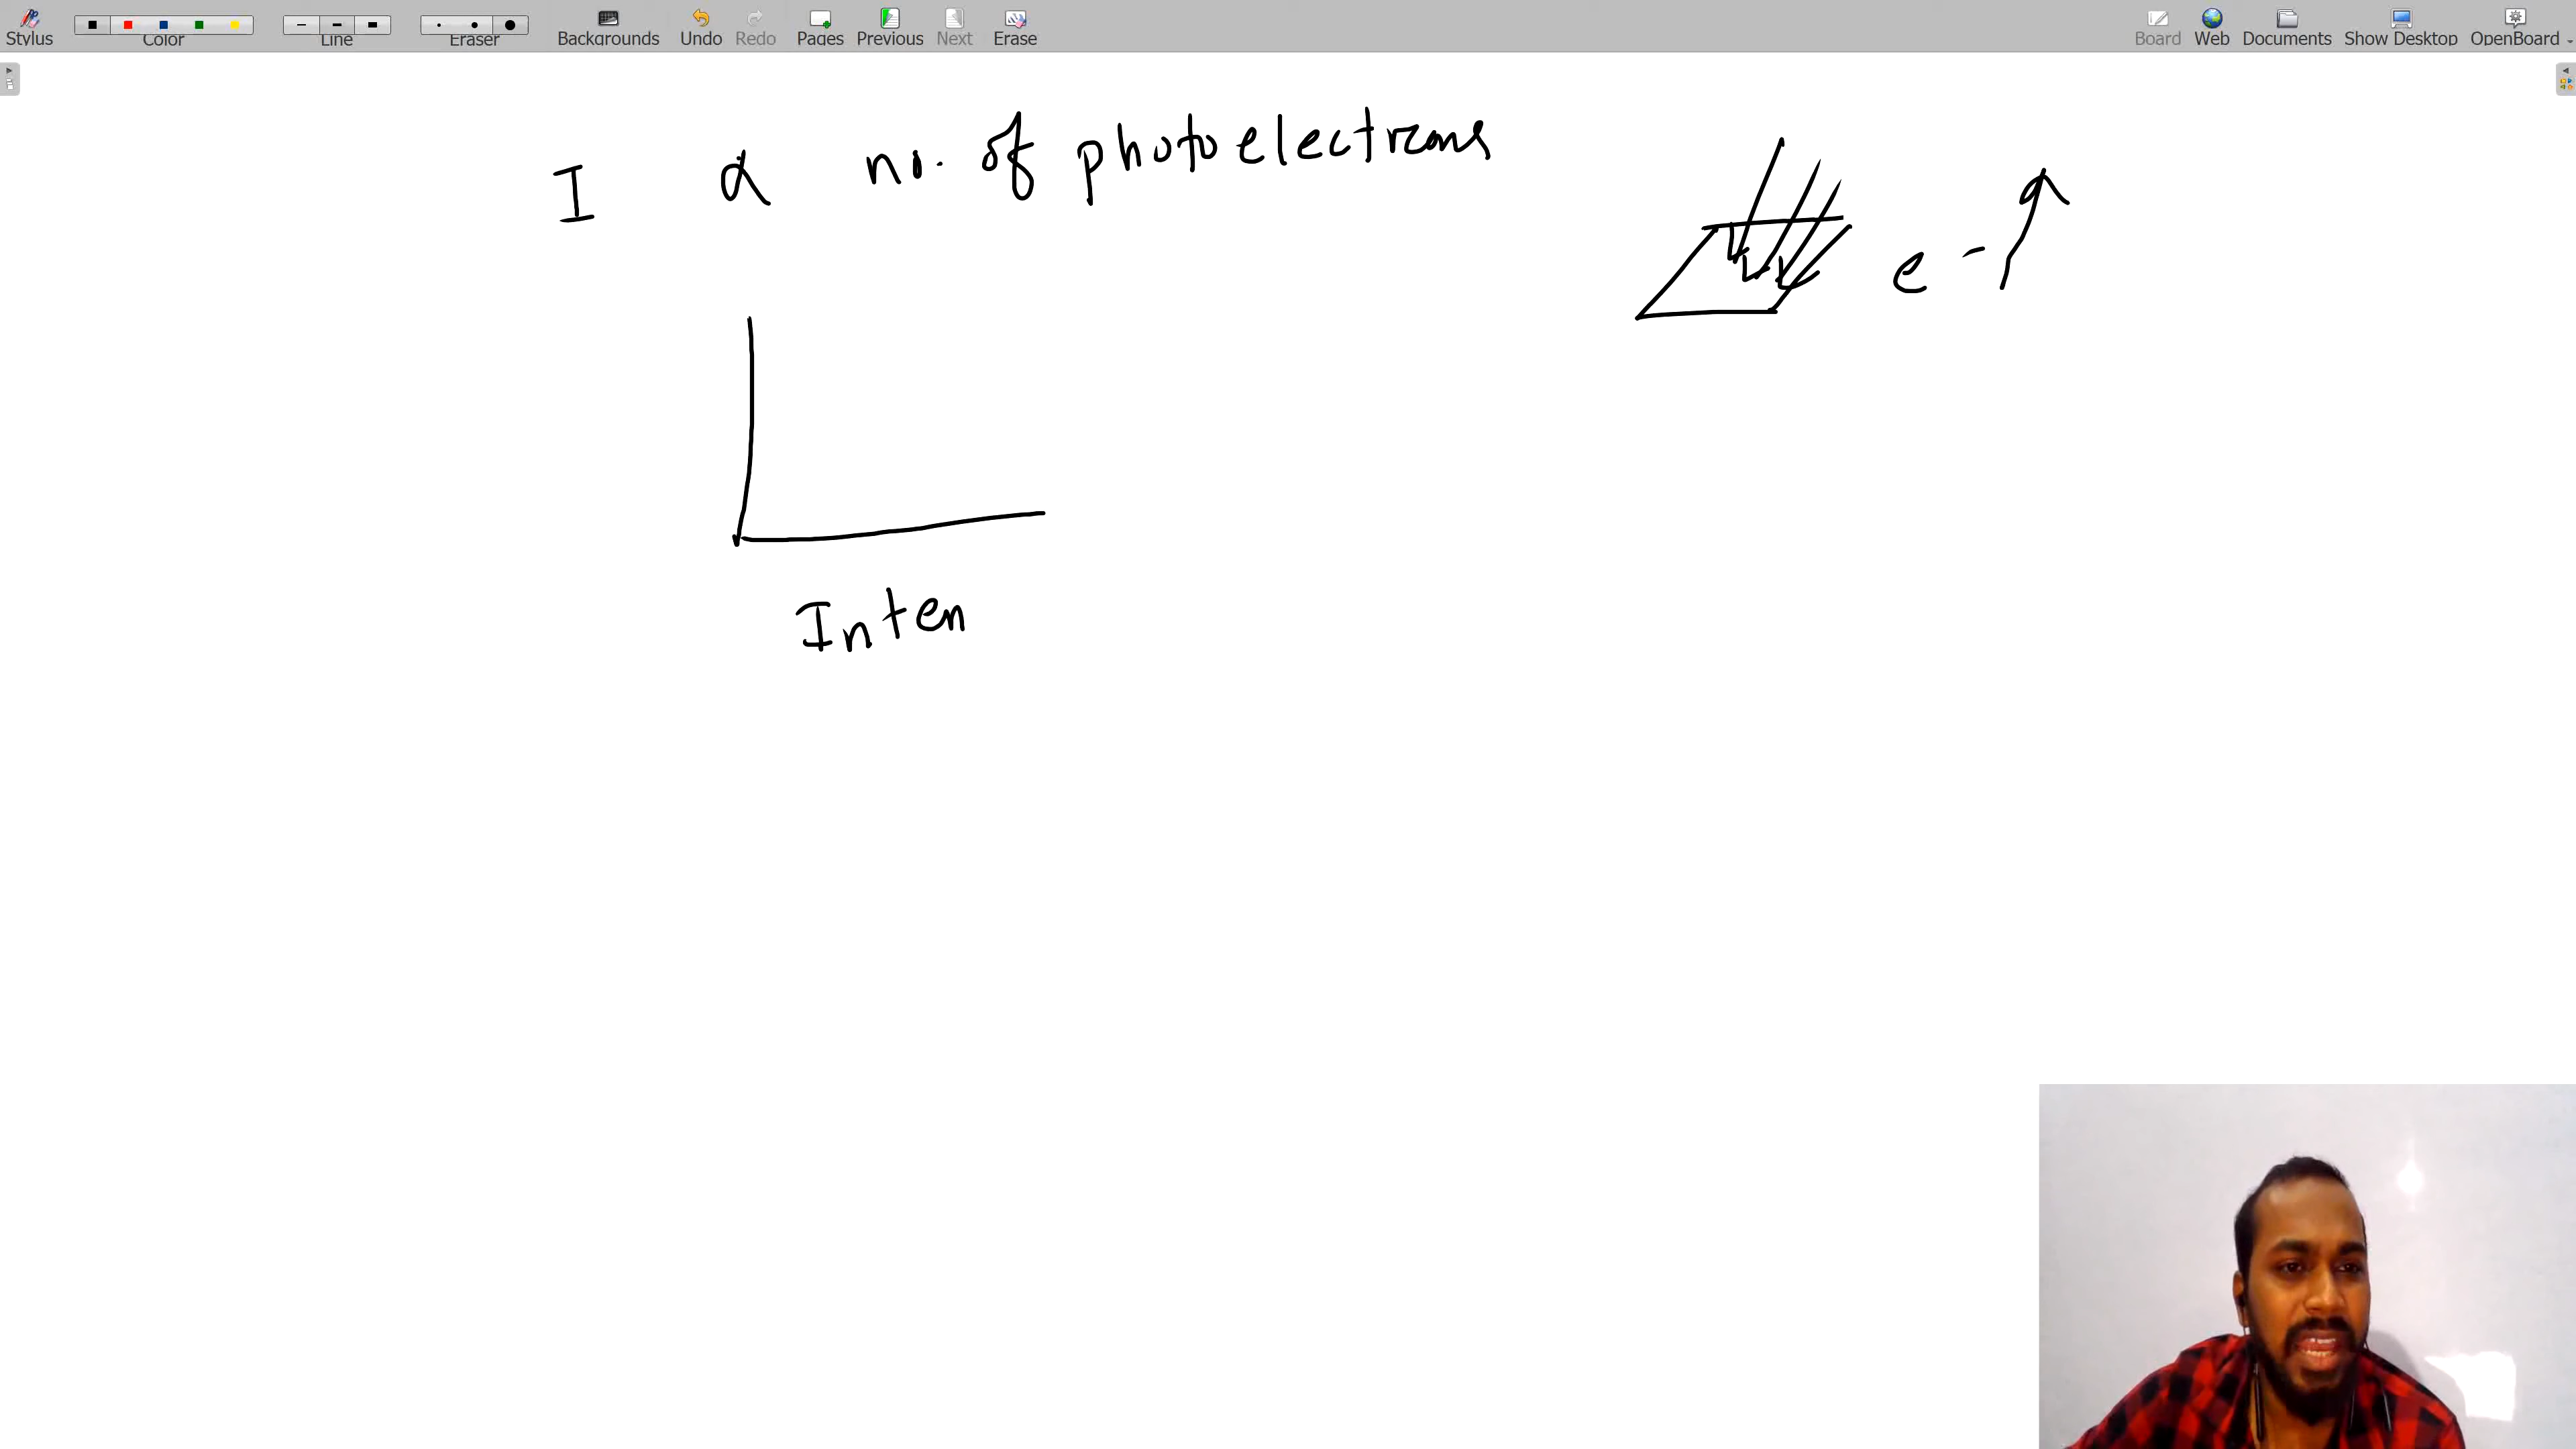 Stylus Color Line Eraser Backgrounds Undo Redo Pages Previous Next Erase Board Web Documents Show Desktop OpenBoard
I α no. of photoelectrons
e -
Inten